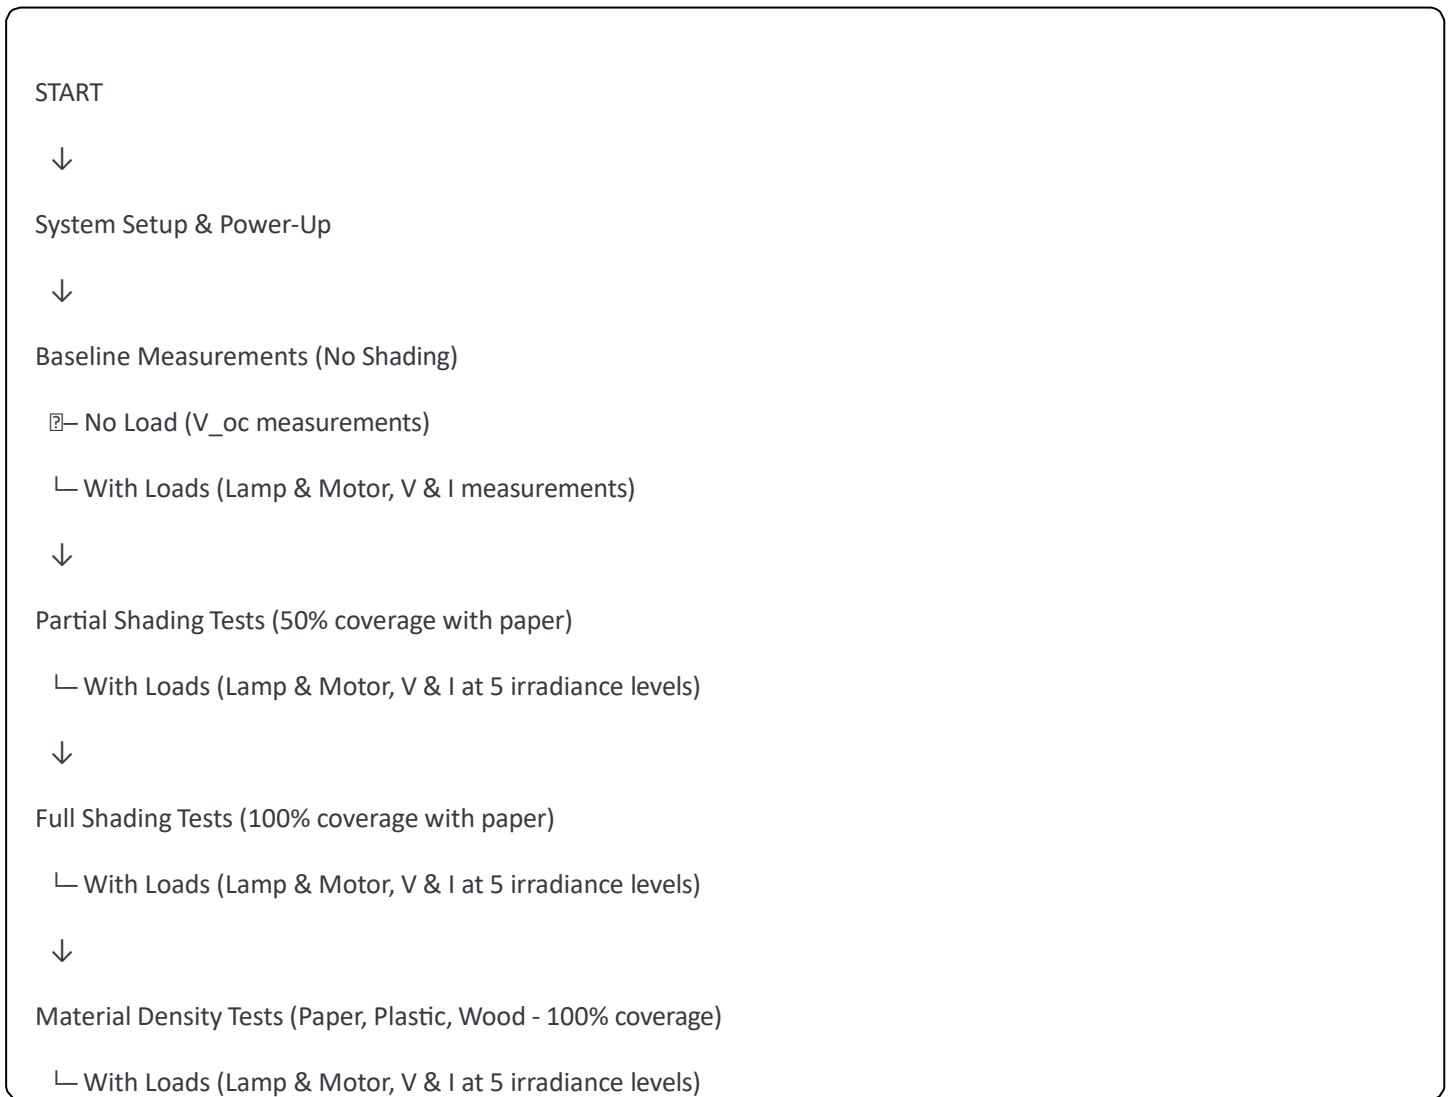 START
↓
System Setup & Power-Up
↓
Baseline Measurements (No Shading)
⍰─ No Load (V_oc measurements)
└─ With Loads (Lamp & Motor, V & I measurements)
↓
Partial Shading Tests (50% coverage with paper)
└─ With Loads (Lamp & Motor, V & I at 5 irradiance levels)
↓
Full Shading Tests (100% coverage with paper)
└─ With Loads (Lamp & Motor, V & I at 5 irradiance levels)
↓
Material Density Tests (Paper, Plastic, Wood - 100% coverage)
└─ With Loads (Lamp & Motor, V & I at 5 irradiance levels)